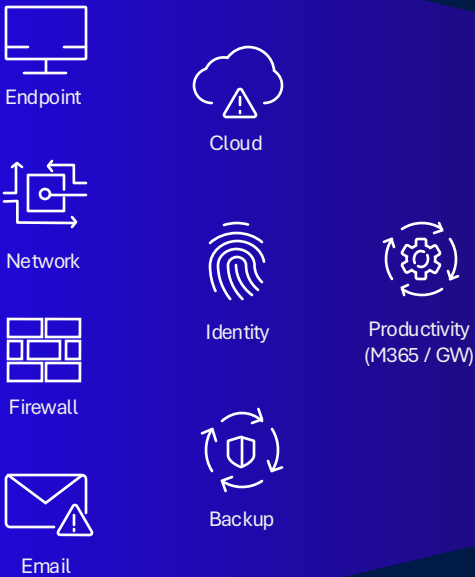 Endpoint
Network
Firewall
Email
Cloud
Identity
Backup
Productivity
(M365 / GW)